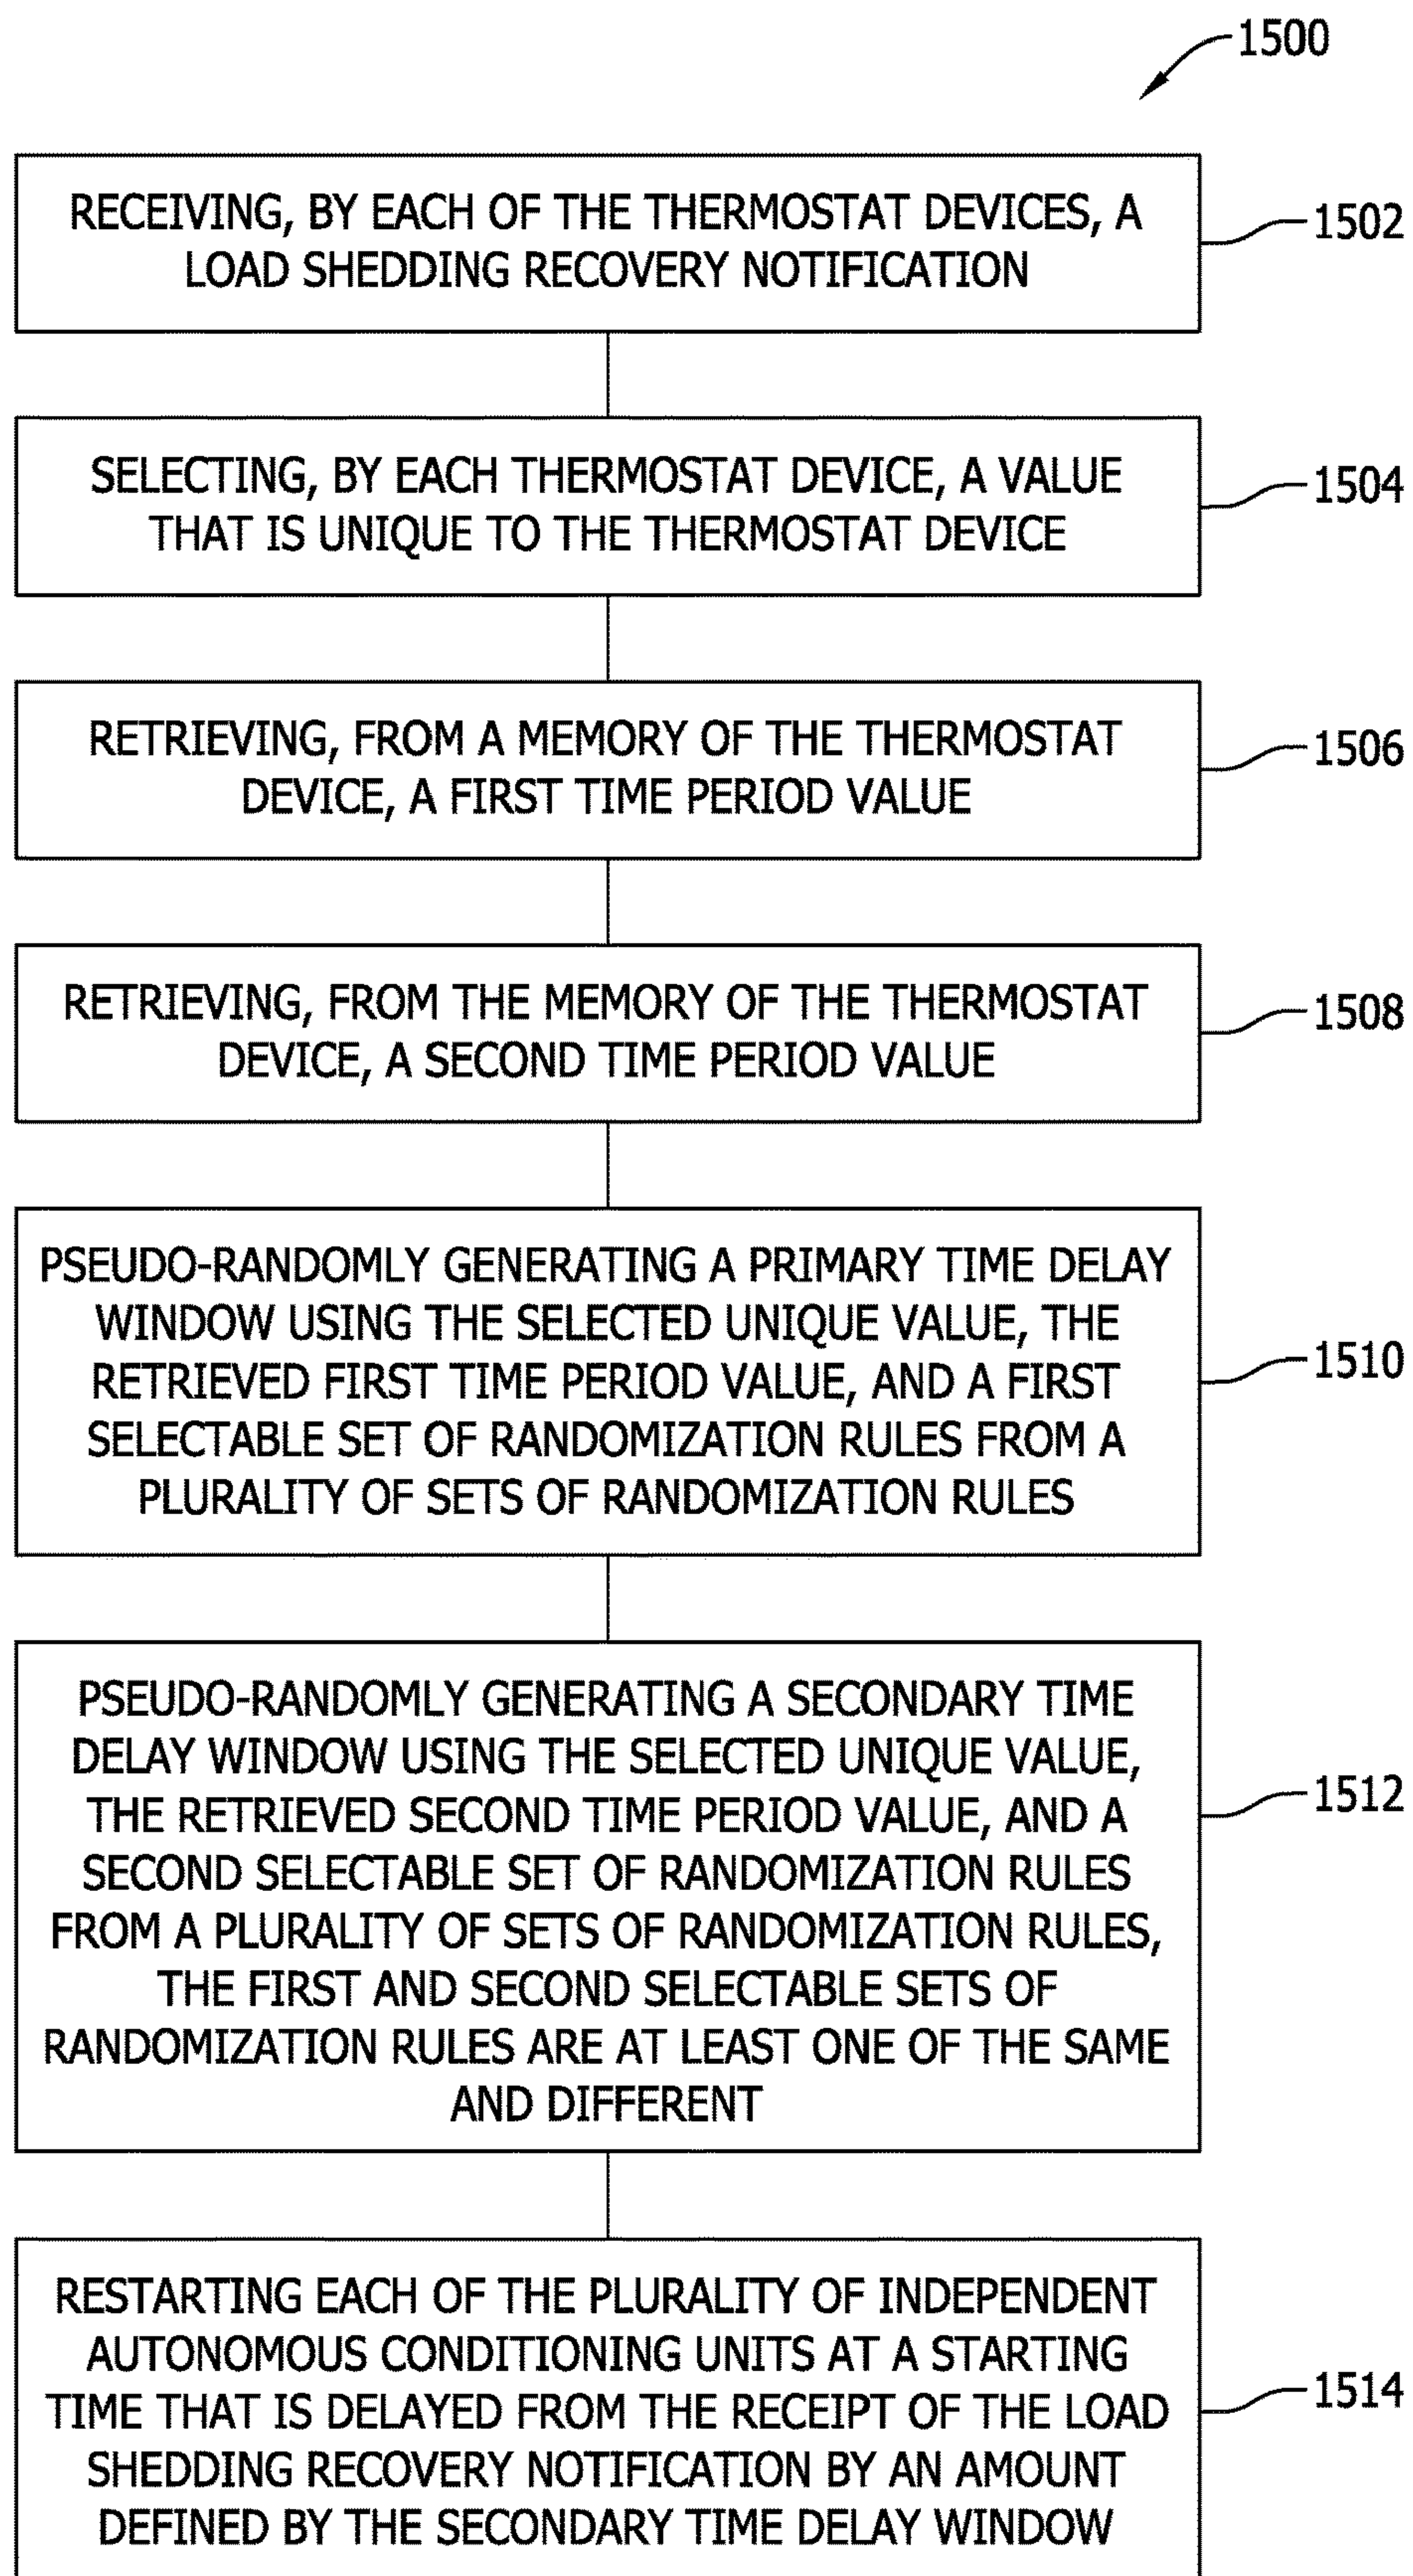 1500
RECEIVING, BY EACH OF THE THERMOSTAT DEVICES, A
LOAD SHEDDING RECOVERY NOTIFICATION
1502
SELECTING, BY EACH THERMOSTAT DEVICE, A VALUE
THAT IS UNIQUE TO THE THERMOSTAT DEVICE
1504
RETRIEVING, FROM A MEMORY OF THE THERMOSTAT
DEVICE, A FIRST TIME PERIOD VALUE
1506
RETRIEVING, FROM THE MEMORY OF THE THERMOSTAT
DEVICE, A SECOND TIME PERIOD VALUE
1508
PSEUDO-RANDOMLY GENERATING A PRIMARY TIME DELAY
WINDOW USING THE SELECTED UNIQUE VALUE, THE
RETRIEVED FIRST TIME PERIOD VALUE, AND A FIRST
SELECTABLE SET OF RANDOMIZATION RULES FROM A
PLURALITY OF SETS OF RANDOMIZATION RULES
1510
PSEUDO-RANDOMLY GENERATING A SECONDARY TIME
DELAY WINDOW USING THE SELECTED UNIQUE VALUE,
THE RETRIEVED SECOND TIME PERIOD VALUE, AND A
SECOND SELECTABLE SET OF RANDOMIZATION RULES
FROM A PLURALITY OF SETS OF RANDOMIZATION RULES,
THE FIRST AND SECOND SELECTABLE SETS OF
RANDOMIZATION RULES ARE AT LEAST ONE OF THE SAME
AND DIFFERENT
1512
RESTARTING EACH OF THE PLURALITY OF INDEPENDENT
AUTONOMOUS CONDITIONING UNITS AT A STARTING
TIME THAT IS DELAYED FROM THE RECEIPT OF THE LOAD
SHEDDING RECOVERY NOTIFICATION BY AN AMOUNT
DEFINED BY THE SECONDARY TIME DELAY WINDOW
1514